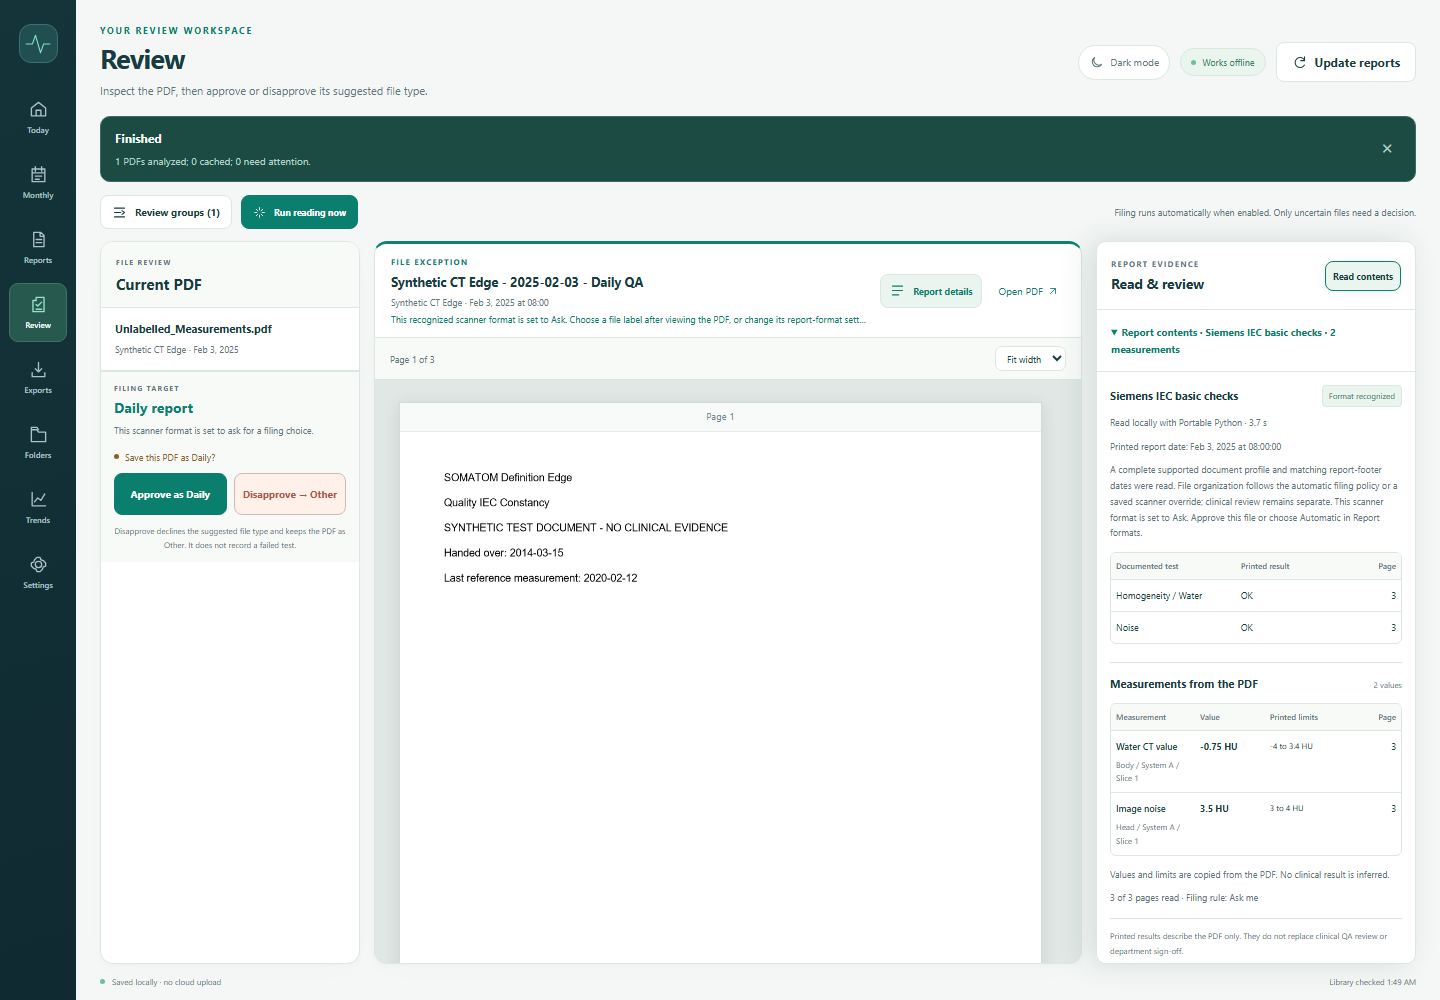 YOUR REVIEW WORKSPACE
Review
Inspect the PDF, then approve or disapprove its suggested file type.
Dark mode
Works offline
Update reports
Today
Monthly
Reports
Review
Exports
Folders
Trends
Settings
Finished
1 PDFs analyzed; 0 cached; 0 need attention.
Review groups (1)
Run reading now
Filing runs automatically when enabled. Only uncertain files need a decision.
FILE REVIEW
Current PDF
Unlabelled_Measurements.pdf
Synthetic CT Edge · Feb 3, 2025
FILING TARGET
Daily report
This scanner format is set to ask for a filing choice.
Save this PDF as Daily?
Approve as Daily
Disapprove → Other
Disapprove declines the suggested file type and keeps the PDF as
Other. It does not record a failed test.
FILE EXCEPTION
Synthetic CT Edge - 2025-02-03 - Daily QA
Synthetic CT Edge · Feb 3, 2025 at 08:00
This recognized scanner format is set to Ask. Choose a file label after viewing the PDF, or change its report-format sett...
Report details
Open PDF
Page 1 of 3
Fit width
Page 1
SOMATOM Definition Edge
Quality IEC Constancy
SYNTHETIC TEST DOCUMENT - NO CLINICAL EVIDENCE
Handed over: 2014-03-15
Last reference measurement: 2020-02-12
REPORT EVIDENCE
Read & review
Read contents
▼ Report contents · Siemens IEC basic checks · 2
measurements
Siemens IEC basic checks
Format recognized
Read locally with Portable Python · 3.7 s
Printed report date: Feb 3, 2025 at 08:00:00
A complete supported document profile and matching report-footer
dates were read. File organization follows the automatic filing policy or a
saved scanner override; clinical review remains separate. This scanner
format is set to Ask. Approve this file or choose Automatic in Report
formats.
Documented test Printed result Page
Homogeneity / Water OK 3
Noise OK 3
Measurements from the PDF
2 values
Measurement Value Printed limits Page
Water CT value -0.75 HU -4 to 3.4 HU 3
Body / System A /
Slice 1
Image noise 3.5 HU 3 to 4 HU 3
Head / System A /
Slice 1
Values and limits are copied from the PDF. No clinical result is inferred.
3 of 3 pages read · Filing rule: Ask me
Printed results describe the PDF only. They do not replace clinical QA review or
department sign-off.
Saved locally · no cloud upload
Library checked 1:49 AM